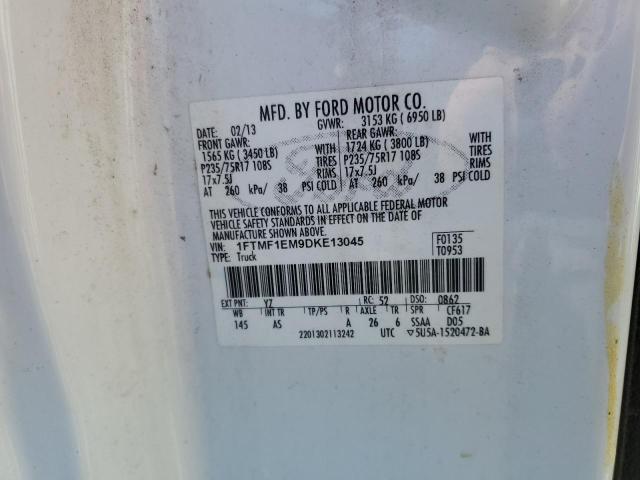 MFD. BY FORD MOTOR CO.
DATE: 02/13 GVWR: 3153 KG ( 6950 LB)
FRONT GAWR: REAR GAWR:
1565 KG ( 3450 LB) WITH 1724 KG ( 3800 LB) WITH
P235/75R17 108S TIRES P235/75R17 108S TIRES
17x7.5J RIMS 17x7.5J RIMS
AT 260 kPa/ 38 PSI COLD AT 260 kPa/ 38 PSI COLD
THIS VEHICLE CONFORMS TO ALL APPLICABLE FEDERAL MOTOR
VEHICLE SAFETY STANDARDS IN EFFECT ON THE DATE OF
MANUFACTURE SHOWN ABOVE.
VIN: 1FTMF1EM9DKE13045 F0135
TYPE: Truck T0953
EXT PNT: YZ RC: 52 DSO: 0862
WB INT TR TP/PS R AXLE TR SPR CF617
145 AS A 26 6 SSAA D05
2201302113242 UTC ▽5U5A-1520472-BA
Ford